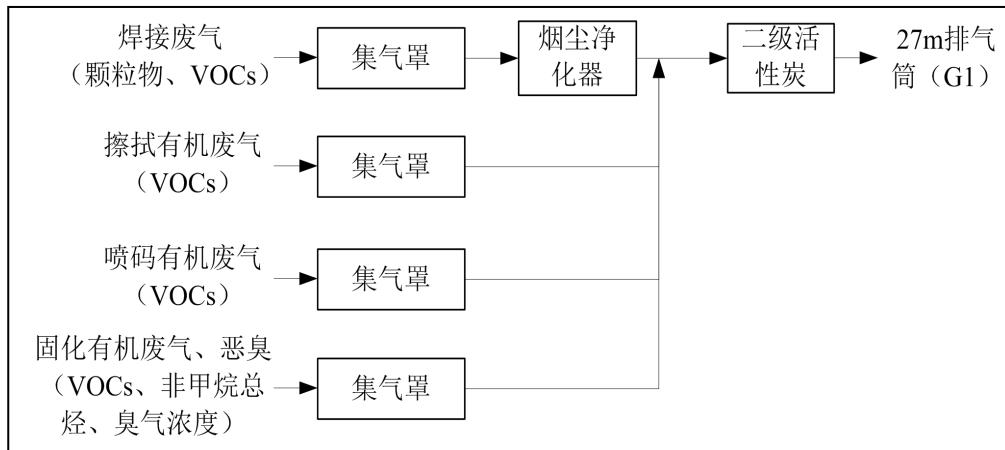 焊接废气
（颗粒物、VOCs）
集气罩
烟尘净
化器
二级活
性炭
27m排气
筒（G1）
擦拭有机废气
（VOCs）
集气罩
喷码有机废气
（VOCs）
集气罩
固化有机废气、恶臭
（VOCs、非甲烷总
烃、臭气浓度）
集气罩